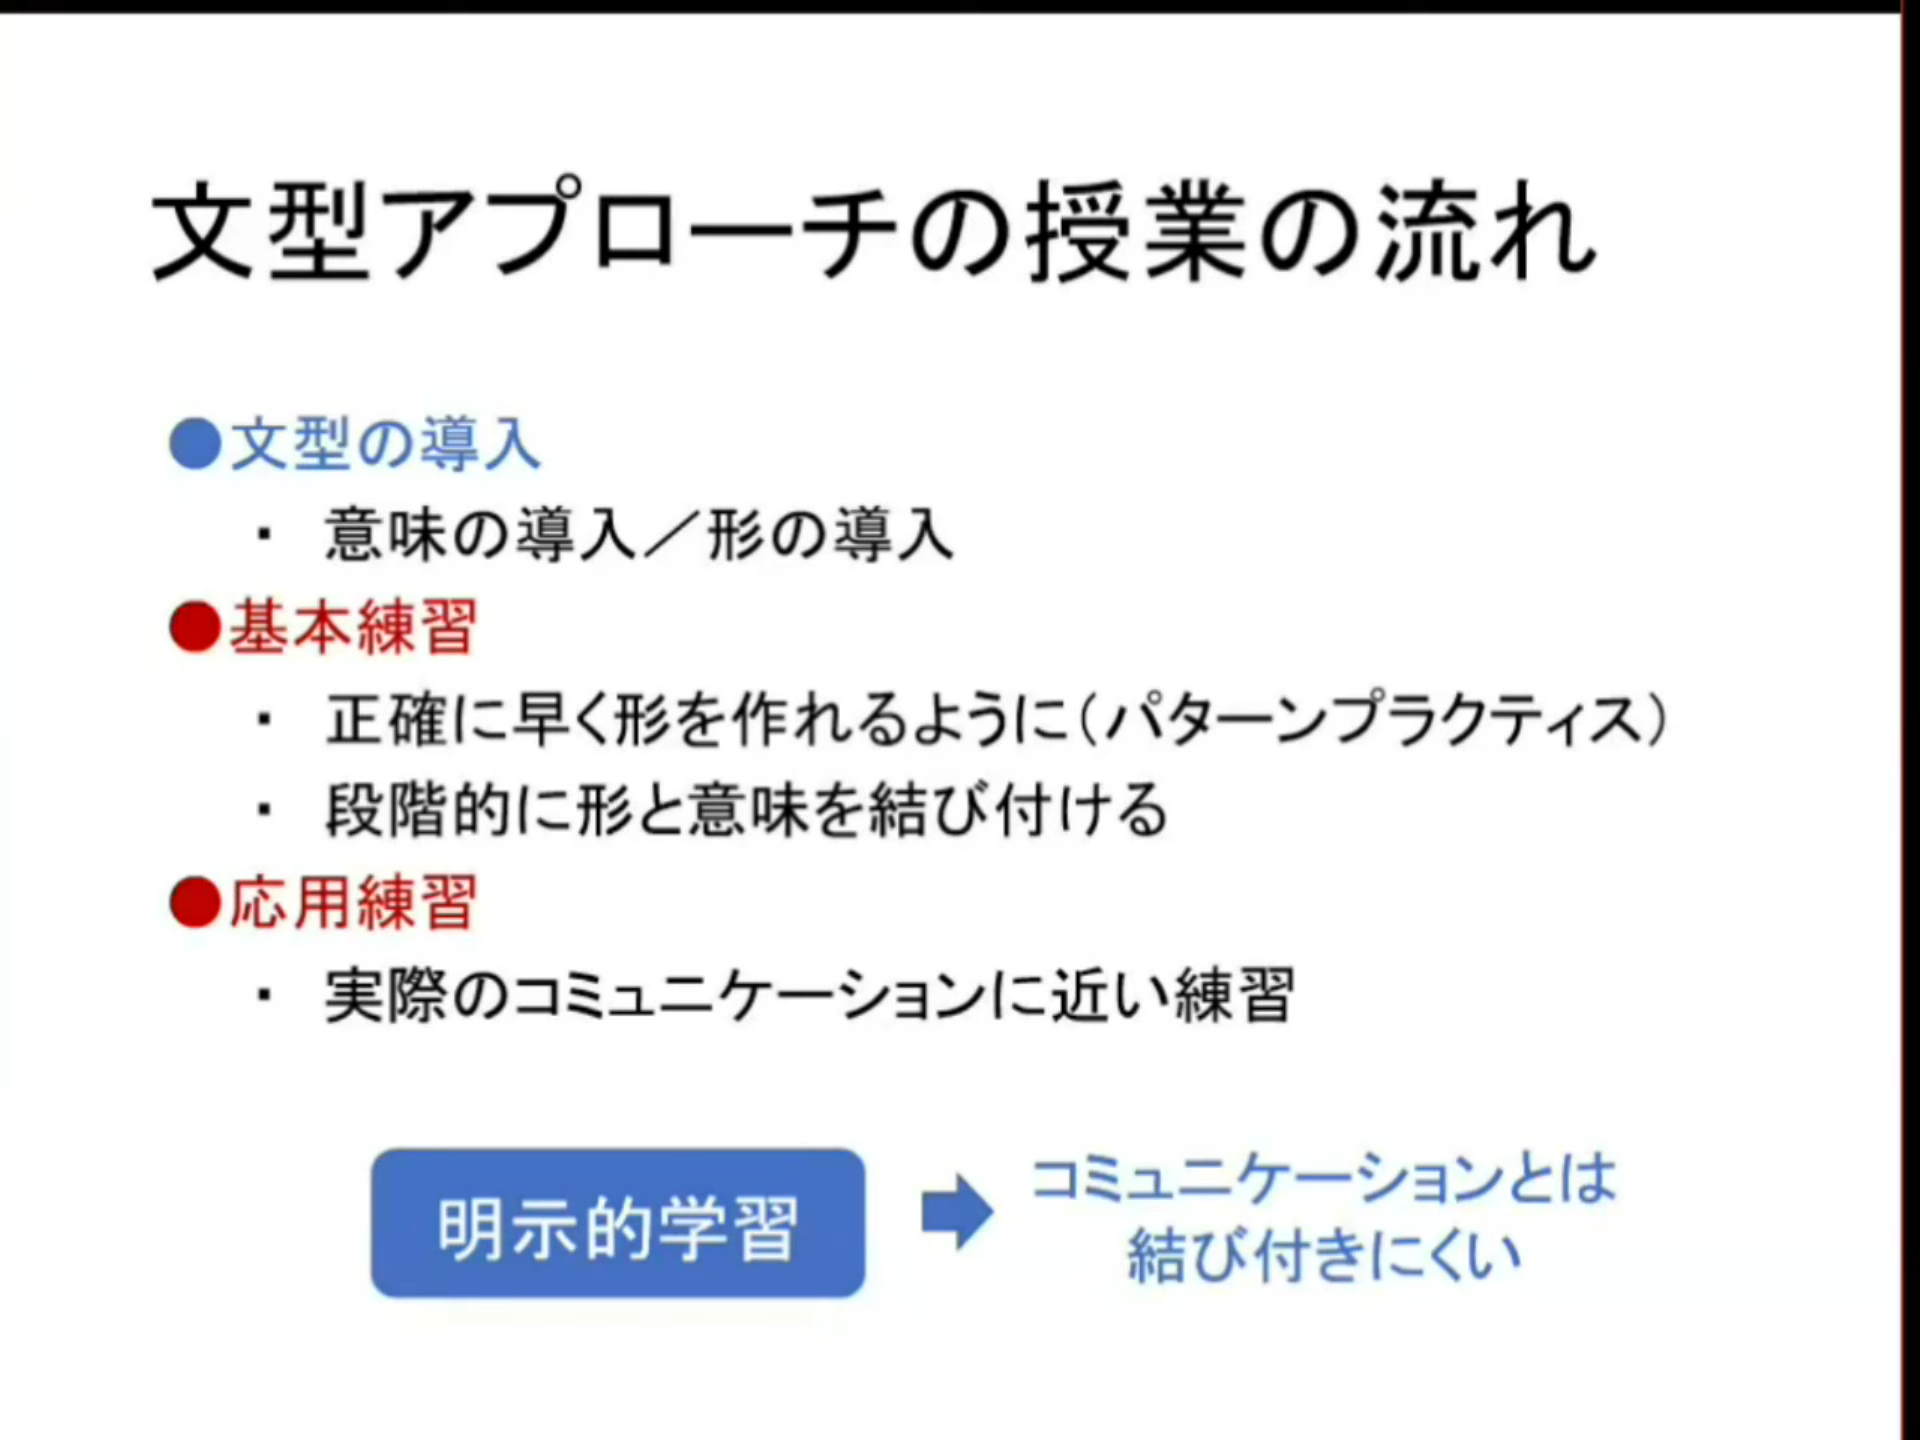 文型アプローチの授業の流れ
●文型の導入
・ 意味の導入／形の導入
●基本練習
・ 正確に早く形を作れるように（パターンプラクティス）
・ 段階的に形と意味を結び付ける
●応用練習
・ 実際のコミュニケーションに近い練習
明示的学習
コミュニケーションとは
結び付きにくい